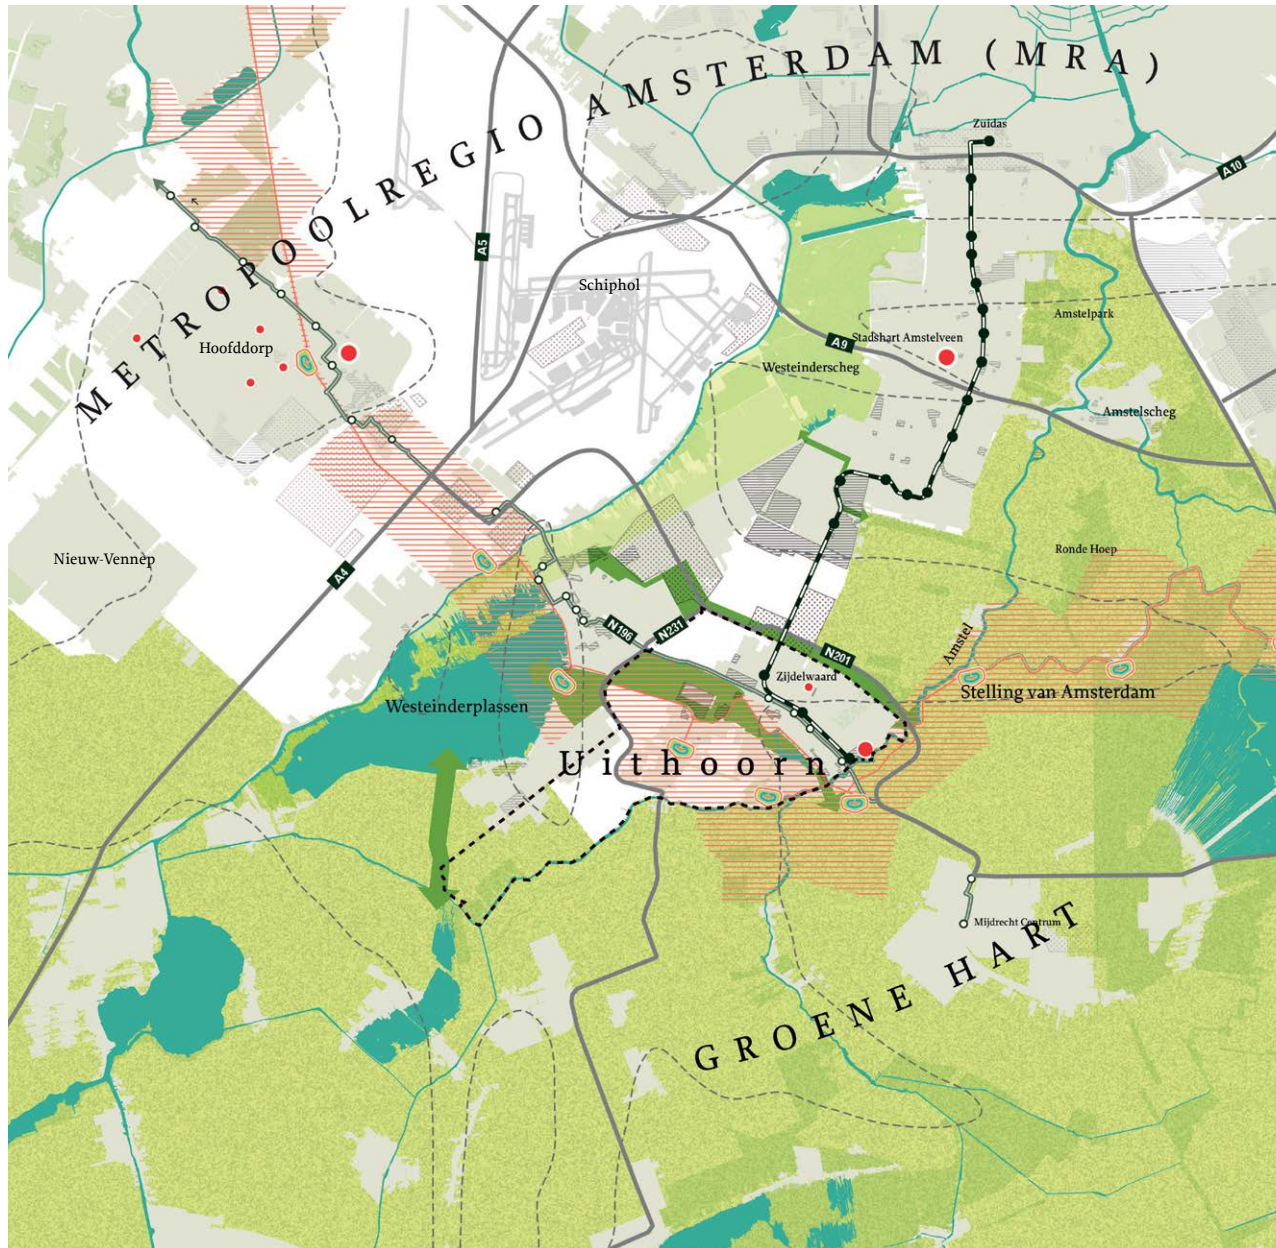 METROPOOLREGIO AMSTERDAM (MRA)
Zuidas
A10
A5
Schiphol
Amstelpark
Hoofddorp
A9
Stadshart Amstelveen
Westeinderscheg
Amstelscheg
Nieuw-Vennep
A4
Ronde Hoep
N196
N231
N201
Amstel
Zijdelwaard
Stelling van Amsterdam
Westeinderplassen
Uithoorn
Mijdrecht Centrum
GROENE HART